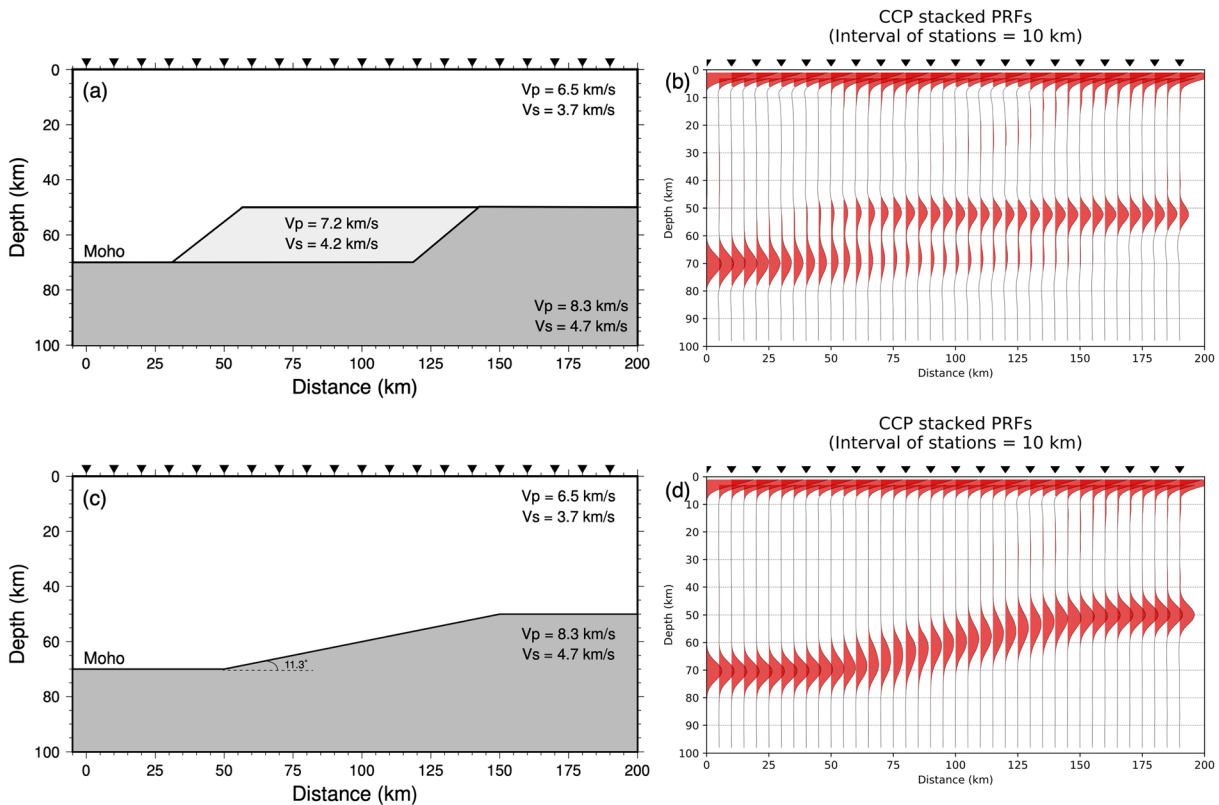 (a)
Vp = 6.5 km/s
Vs = 3.7 km/s
Vp = 7.2 km/s
Vs = 4.2 km/s
Moho
Vp = 8.3 km/s
Vs = 4.7 km/s
0
20
40
60
80
100
Depth (km)
0 25 50 75 100 125 150 175 200
Distance (km)
CCP stacked PRFs
(Interval of stations = 10 km)
(b)
0
10
20
30
40
50
60
70
80
90
100
Depth (km)
0 25 50 75 100 125 150 175 200
Distance (km)
(c)
Vp = 6.5 km/s
Vs = 3.7 km/s
Moho
11.3°
Vp = 8.3 km/s
Vs = 4.7 km/s
0
20
40
60
80
100
Depth (km)
0 25 50 75 100 125 150 175 200
Distance (km)
CCP stacked PRFs
(Interval of stations = 10 km)
(d)
0
10
20
30
40
50
60
70
80
90
100
Depth (km)
0 25 50 75 100 125 150 175 200
Distance (km)